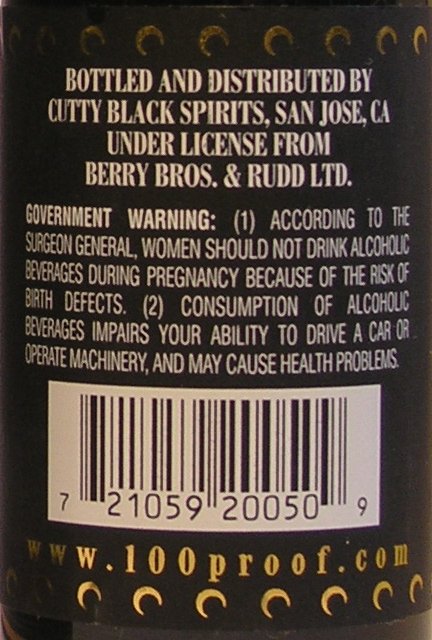 BOTTLED AND DISTRIBUTED BY
CUTTY BLACK SPIRITS, SAN JOSE, CA
UNDER LICENSE FROM
BERRY BROS. & RUDD LTD.
GOVERNMENT WARNING: (1) ACCORDING TO THE
SURGEON GENERAL, WOMEN SHOULD NOT DRINK ALCOHOLIC
BEVERAGES DURING PREGNANCY BECAUSE OF THE RISK OF
BIRTH DEFECTS. (2) CONSUMPTION OF ALCOHOLIC
BEVERAGES IMPAIRS YOUR ABILITY TO DRIVE A CAR OR
OPERATE MACHINERY, AND MAY CAUSE HEALTH PROBLEMS.
7 21059 20050 9
www.100proof.com